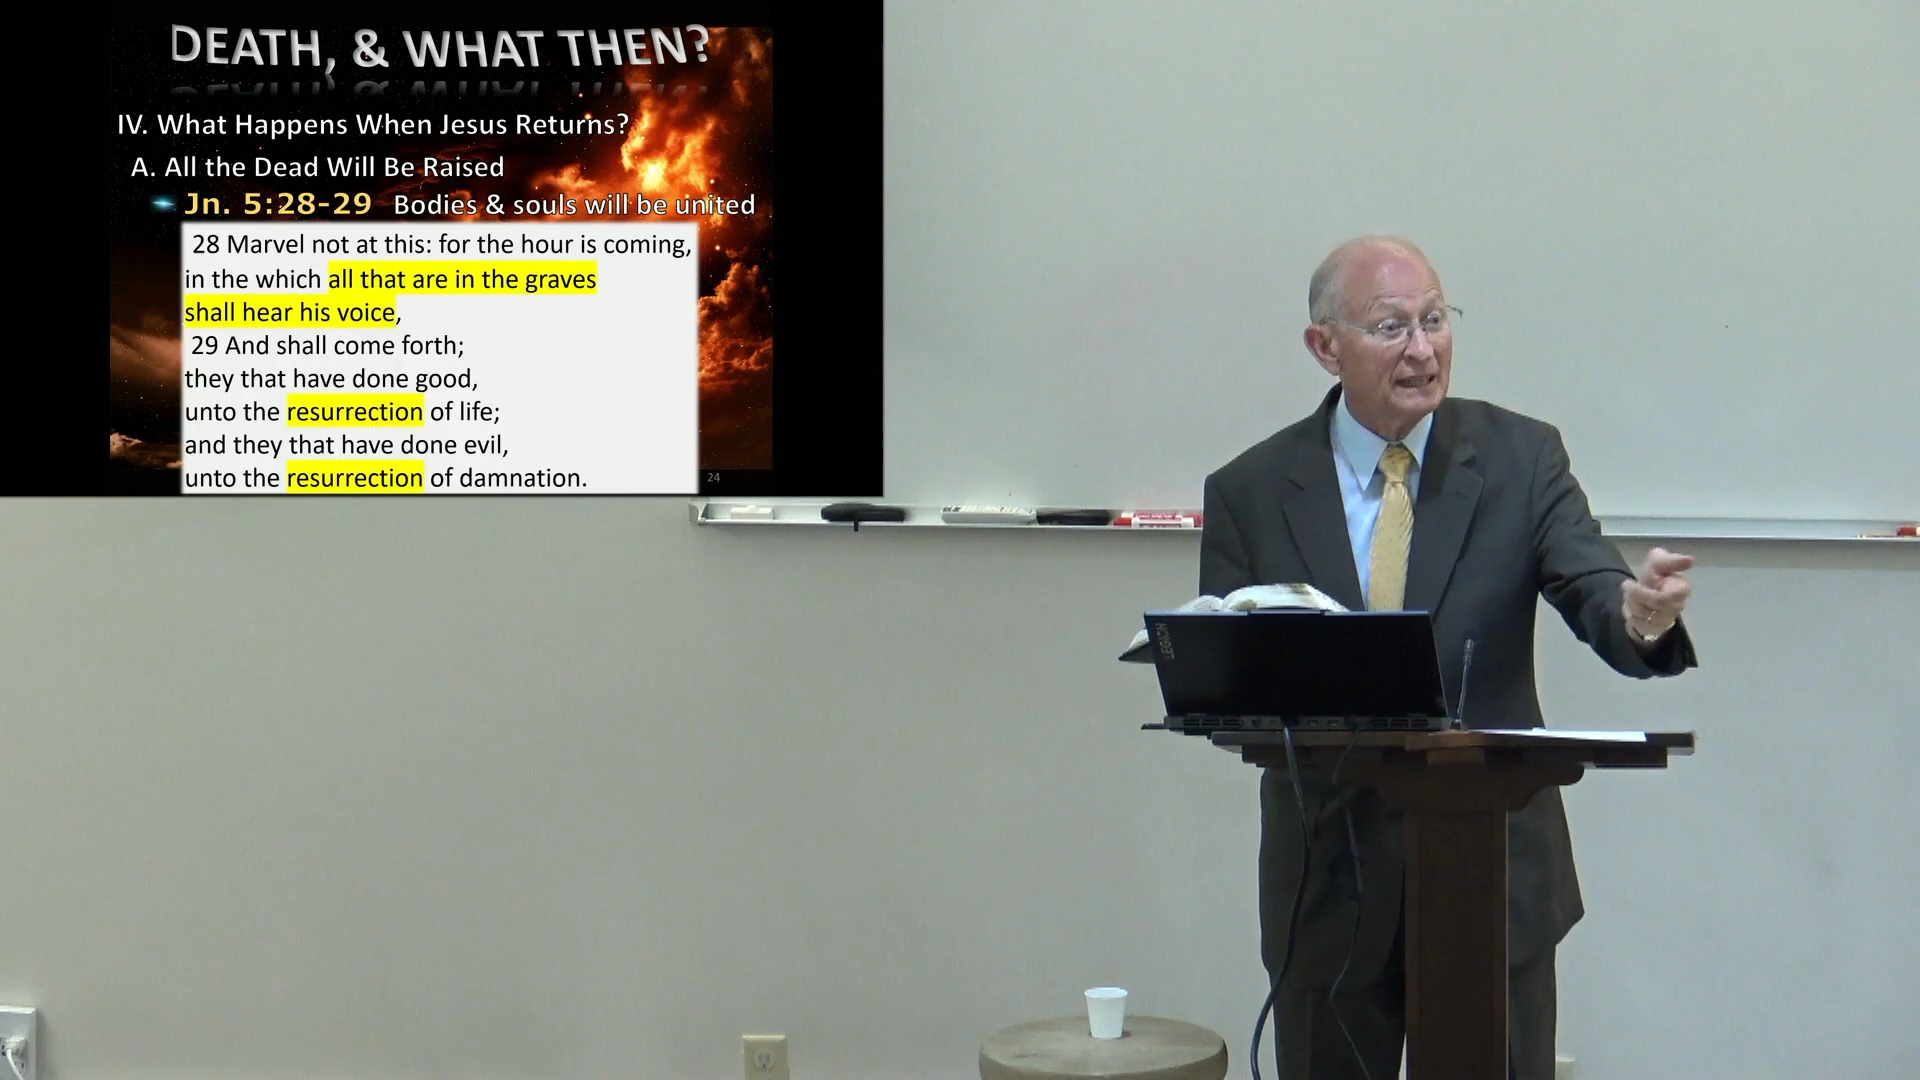 DEATH, & WHAT THEN?
IV. What Happens When Jesus Returns?
A. All the Dead Will Be Raised
Jn. 5:28-29 Bodies & souls will be united
28 Marvel not at this: for the hour is coming,
in the which all that are in the graves
shall hear his voice,
29 And shall come forth;
they that have done good,
unto the resurrection of life;
and they that have done evil,
unto the resurrection of damnation.
24
LEGION